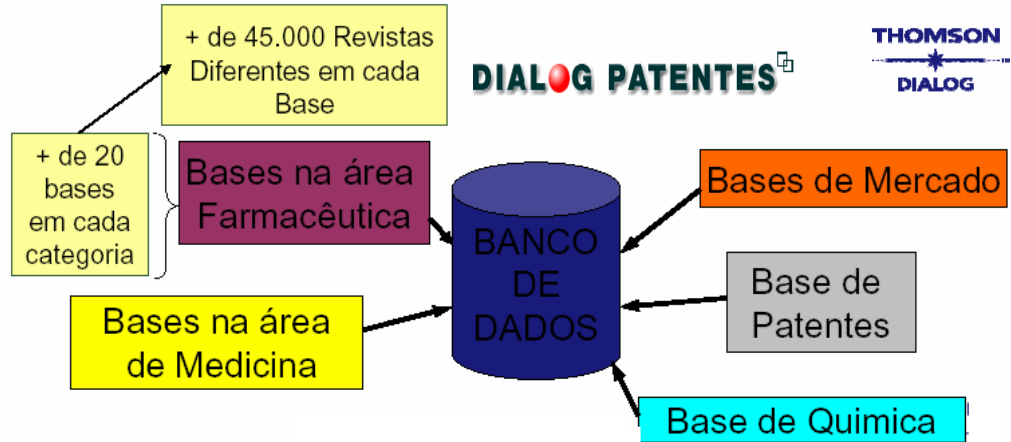 + de 45.000 Revistas
Diferentes em cada
Base
DIALOG PATENTES
THOMSON
DIALOG
+ de 20
bases
em cada
categoria
Bases na área
Farmacêutica
Bases de Mercado
BANCO
DE
DADOS
Base de
Patentes
Bases na área
de Medicina
Base de Quimica